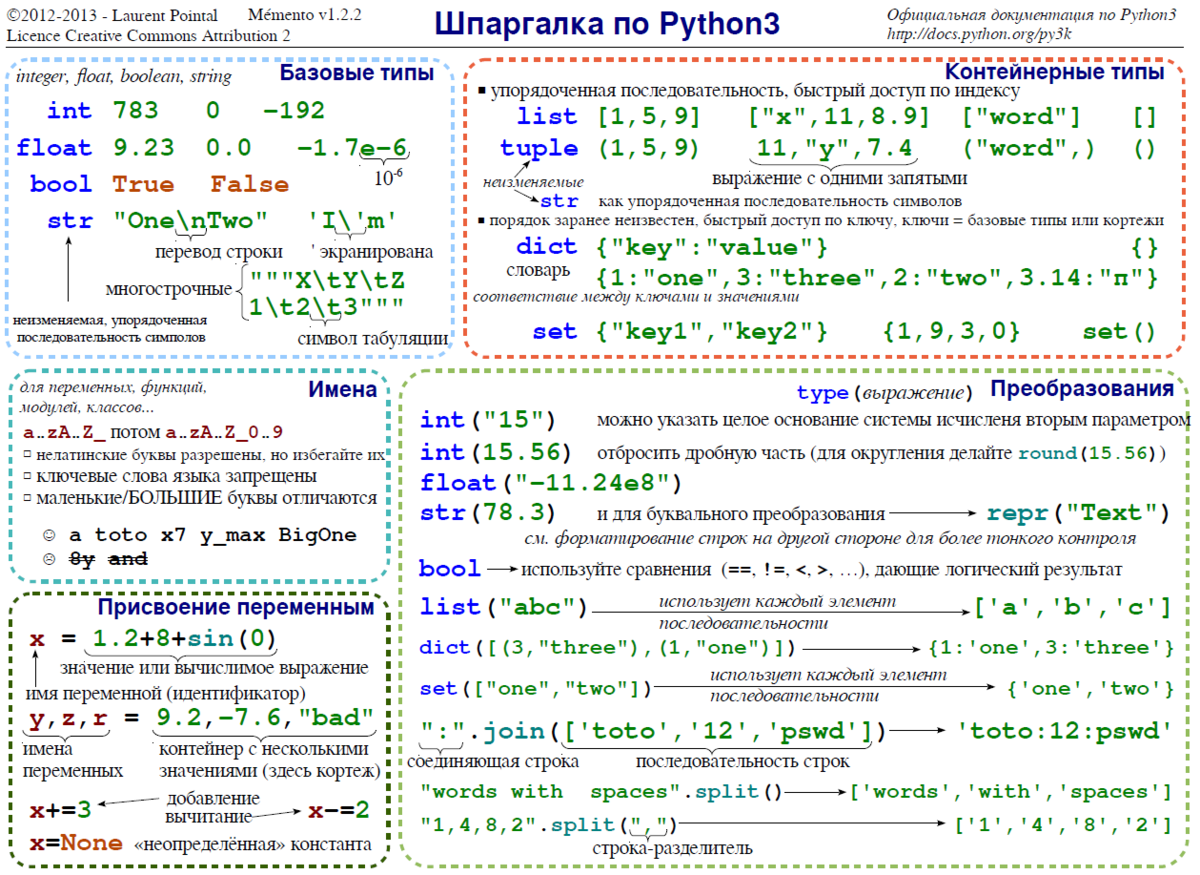 ©2012-2013 - Laurent Pointal Mémento v1.2.2
Licence Creative Commons Attribution 2
Шпаргалка по Python3
Официальная документация по Python3
http://docs.python.org/py3k
integer, float, boolean, string Базовые типы
int 783 0 -192
float 9.23 0.0 -1.7e-6
10-6
bool True False
str "One\nTwo" 'I\'m'
перевод строки ' экранирована
многострочные """X\tY\tZ
1\t2\t3"""
символ табуляции
неизменяемая, упорядоченная
последовательность симполов
Контейнерные типы
▪ упорядоченная последовательность, быстрый доступ по индексу
list [1,5,9] ["x",11,8.9] ["word"] []
tuple (1,5,9) 11,"y",7.4 ("word",) ()
неизменяемые выражение с одними запятыми
str как упорядоченная последовательность символов
▪ порядок заранее неизвестен, быстрый доступ по ключу, ключи = базовые типы или кортежи
dict {"key":"value"} {}
словарь {1:"one",3:"three",2:"two",3.14:"π"}
соответствие между ключами и значениями
set {"key1","key2"} {1,9,3,0} set()
для переменных, функций, Имена
модулей, классов...
a..zA..Z_ потом a..zA..Z_0..9
□ нелатинские буквы разрешены, но избегайте их
□ ключевые слова языка запрещены
□ маленькие/БОЛЬШИЕ буквы отличаются
☺ a toto x7 y_max BigOne
☹ 8y and
Присвоение переменным
x = 1.2+8+sin(0)
значение или вычислимое выражение
имя переменной (идентификатор)
y,z,r = 9.2,-7.6,"bad"
имена контейнер с несколькими
переменных значениями (здесь кортеж)
x+=3 добавление
вычитание x-=2
x=None «неопределённая» константа
type(выражение) Преобразования
int("15") можно указать целое основание системы исчисленя вторым параметром
int(15.56) отбросить дробную часть (для округления делайте round(15.56))
float("-11.24e8")
str(78.3) и для буквального преобразования repr("Text")
см. форматирование строк на другой стороне для более тонкого контроля
bool используйте сравнения (==, !=, <, >, …), дающие логический результат
list("abc") использует каждый элемент ['a','b','c']
последовательности
dict([(3,"three"),(1,"one")]) {1:'one',3:'three'}
set(["one","two"]) использует каждый элемент {'one','two'}
последовательности
":".join(['toto','12','pswd']) 'toto:12:pswd'
соединяющая строка последовательность строк
"words with  spaces".split() ['words','with','spaces']
"1,4,8,2".split(",") ['1','4','8','2']
строка-разделитель